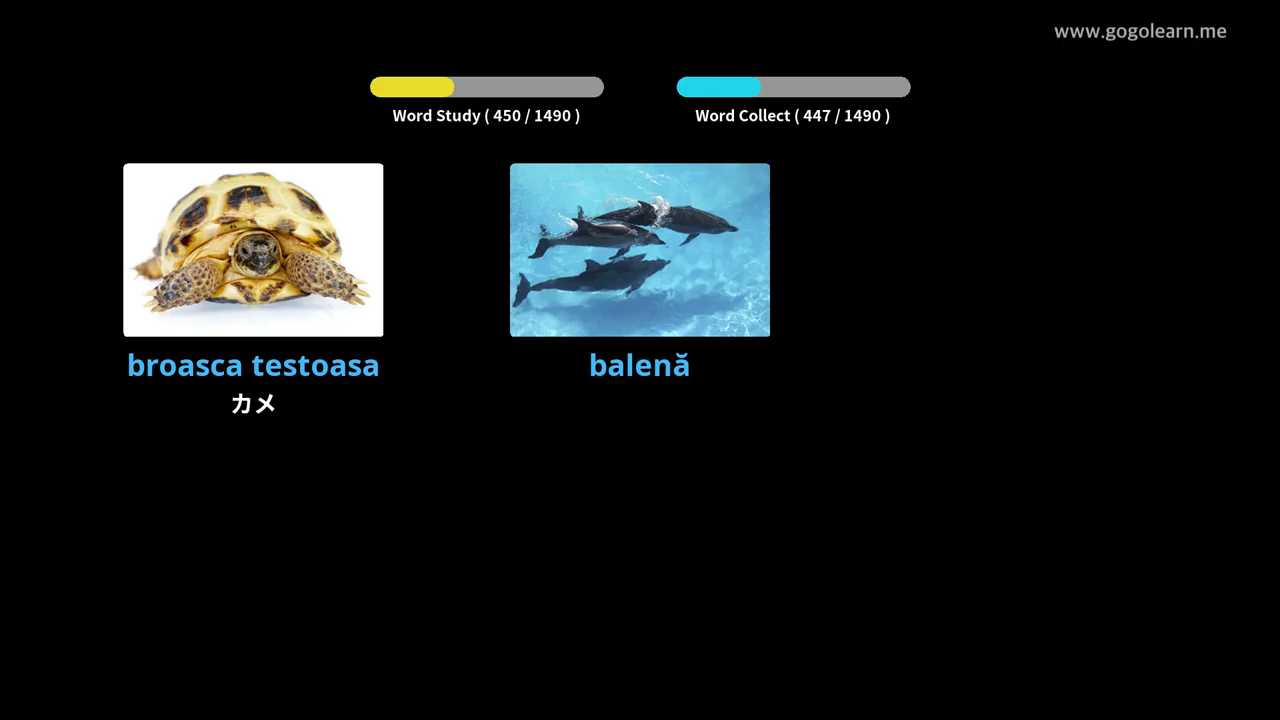 www.gogolearn.me
Word Study ( 450 / 1490 )
Word Collect ( 447 / 1490 )
broasca testoasa
カメ
balenă